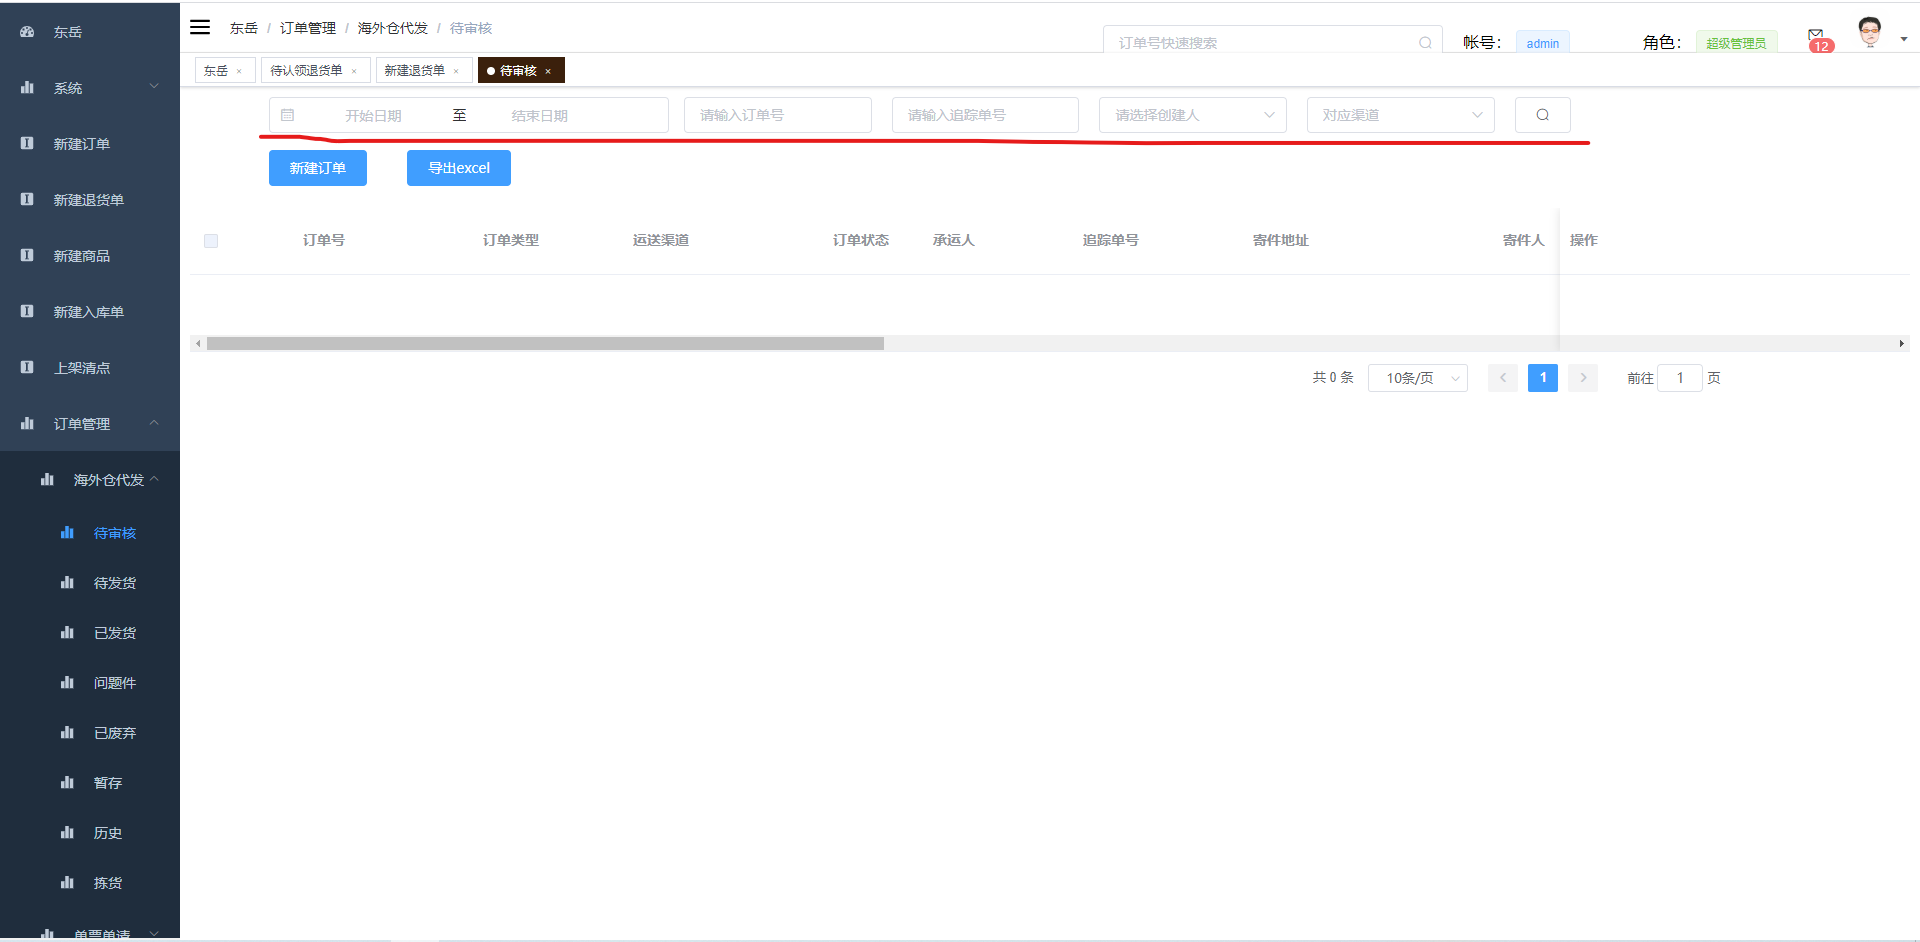 东岳
系统
新建订单
新建退货单
新建商品
新建入库单
上架清点
订单管理
海外仓代发
待审核
待发货
已发货
问题件
已废弃
暂存
历史
拣货
单票单请
东岳 / 订单管理 / 海外仓代发 / 待审核
订单号快速搜索 帐号： admin 角色： 超级管理员 12
东岳 × 待认领退货单 × 新建退货单 × 待审核 ×
开始日期 至 结束日期 请输入订单号 请输入追踪单号 请选择创建人 对应渠道
新建订单 导出excel
订单号 订单类型 运送渠道 订单状态 承运人 追踪单号 寄件地址 寄件人 操作
共 0 条 10条/页 1 前往 1 页